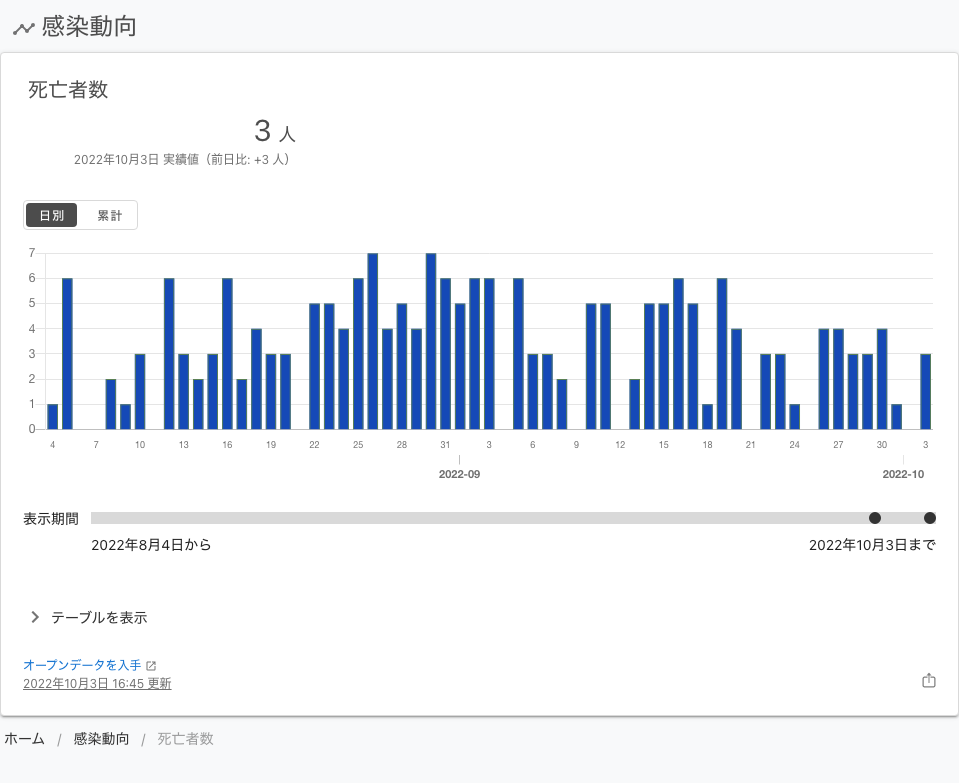 感染動向
死亡者数
3 人
2022年10月3日 実績値（前日比: +3 人）
日別 累計
7
6
5
4
3
2
1
0
4 7 10 13 16 19 22 25 28 31 3 6 9 12 15 18 21 24 27 30 3
2022-09 2022-10
表示期間
2022年8月4日から 2022年10月3日まで
テーブルを表示
オープンデータを入手
2022年10月3日 16:45 更新
ホーム / 感染動向 / 死亡者数